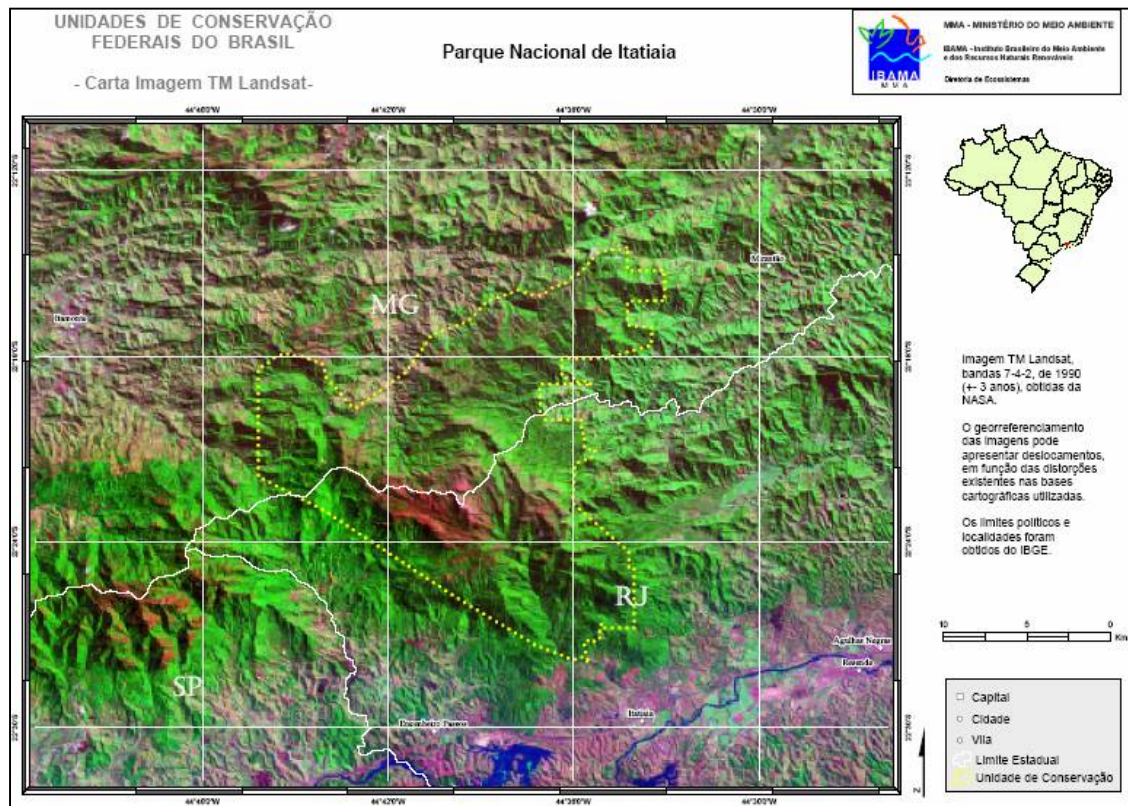 UNIDADES DE CONSERVAÇÃO
FEDERAIS DO BRASIL
- Carta Imagem TM Landsat-
Parque Nacional de Itatiaia
IBAMA
M M A
MMA - MINISTÉRIO DO MEIO AMBIENTE
IBAMA - Instituto Brasileiro do Meio Ambiente
e dos Recursos Naturais Renováveis
Diretoria de Ecossistemas
MG
RJ
SP
Itatiaia
Agulhas Negras
Resende
Engenheiro Passos
Imagem TM Landsat,
bandas 7-4-2, de 1990
(+- 3 anos), obtidas da
NASA.
O georreferenciamento
das imagens pode
apresentar deslocamentos,
em função das distorções
existentes nas bases
cartográficas utilizadas.
Os limites políticos e
localidades foram
obtidos do IBGE.
10 5 0
Km
Capital
Cidade
Vila
Limite Estadual
Unidade de Conservação
N